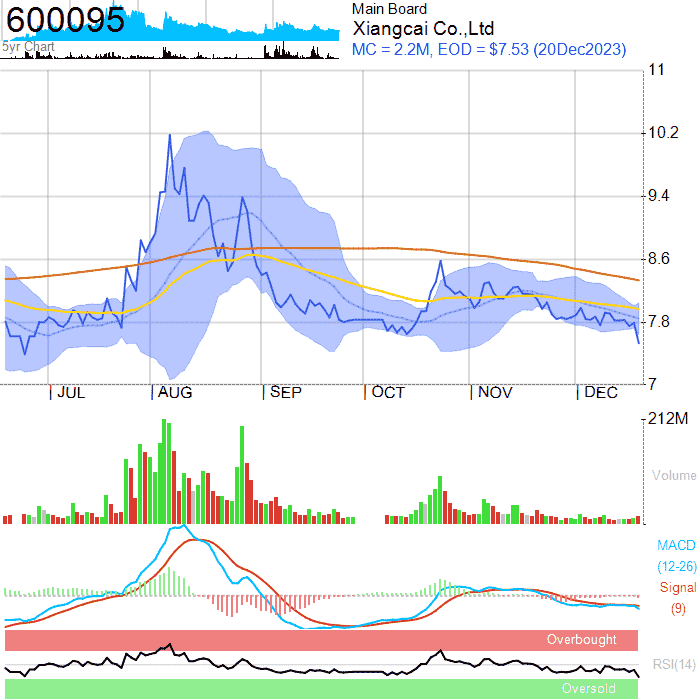 600095
5yr Chart
Main Board
Xiangcai Co.,Ltd
MC = 2.2M, EOD = $7.53 (20Dec2023)
11
10.2
9.4
8.6
7.8
7
JUL
AUG
SEP
OCT
NOV
DEC
212M
Volume
MACD
(12-26)
Signal
(9)
Overbought
RSI(14)
Oversold